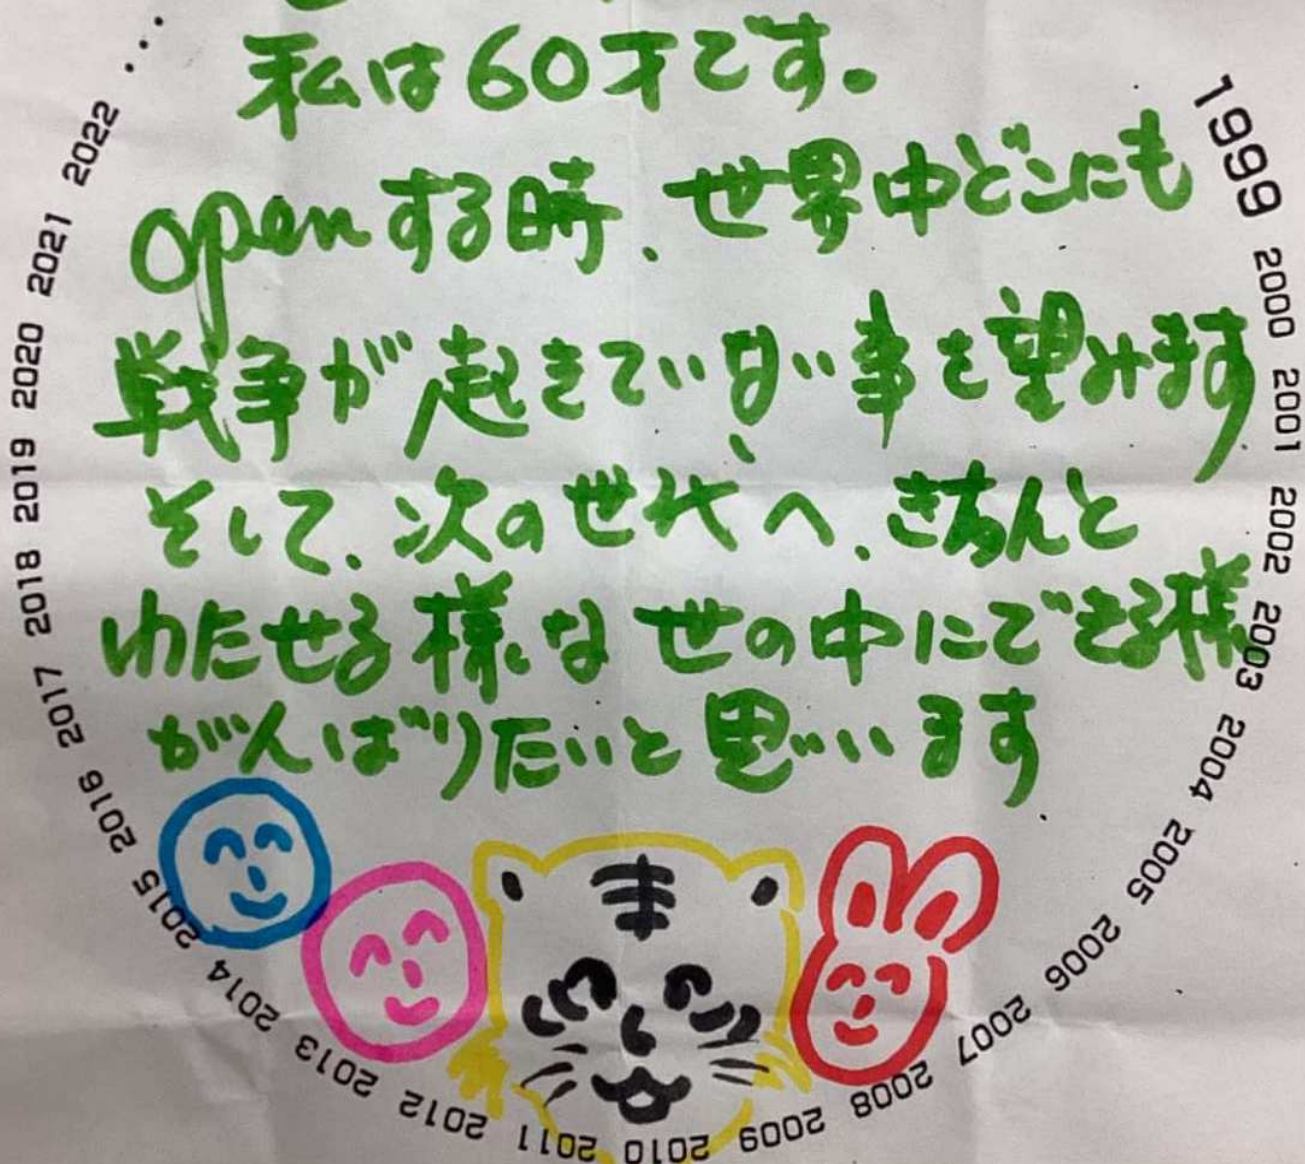 私は60才です。
openする時、世界中どこにも
戦争が起きていない事を望みます
そして、次の世代へ、きちんと
わたせる様な世の中にできる様
がんばりたいと思います
1999 2000 2001 2002 2003 2004 2005 2006 2007 2008 2009 2010 2011 2012 2013 2014 2015 2016 2017 2018 2019 2020 2021 2022 ...